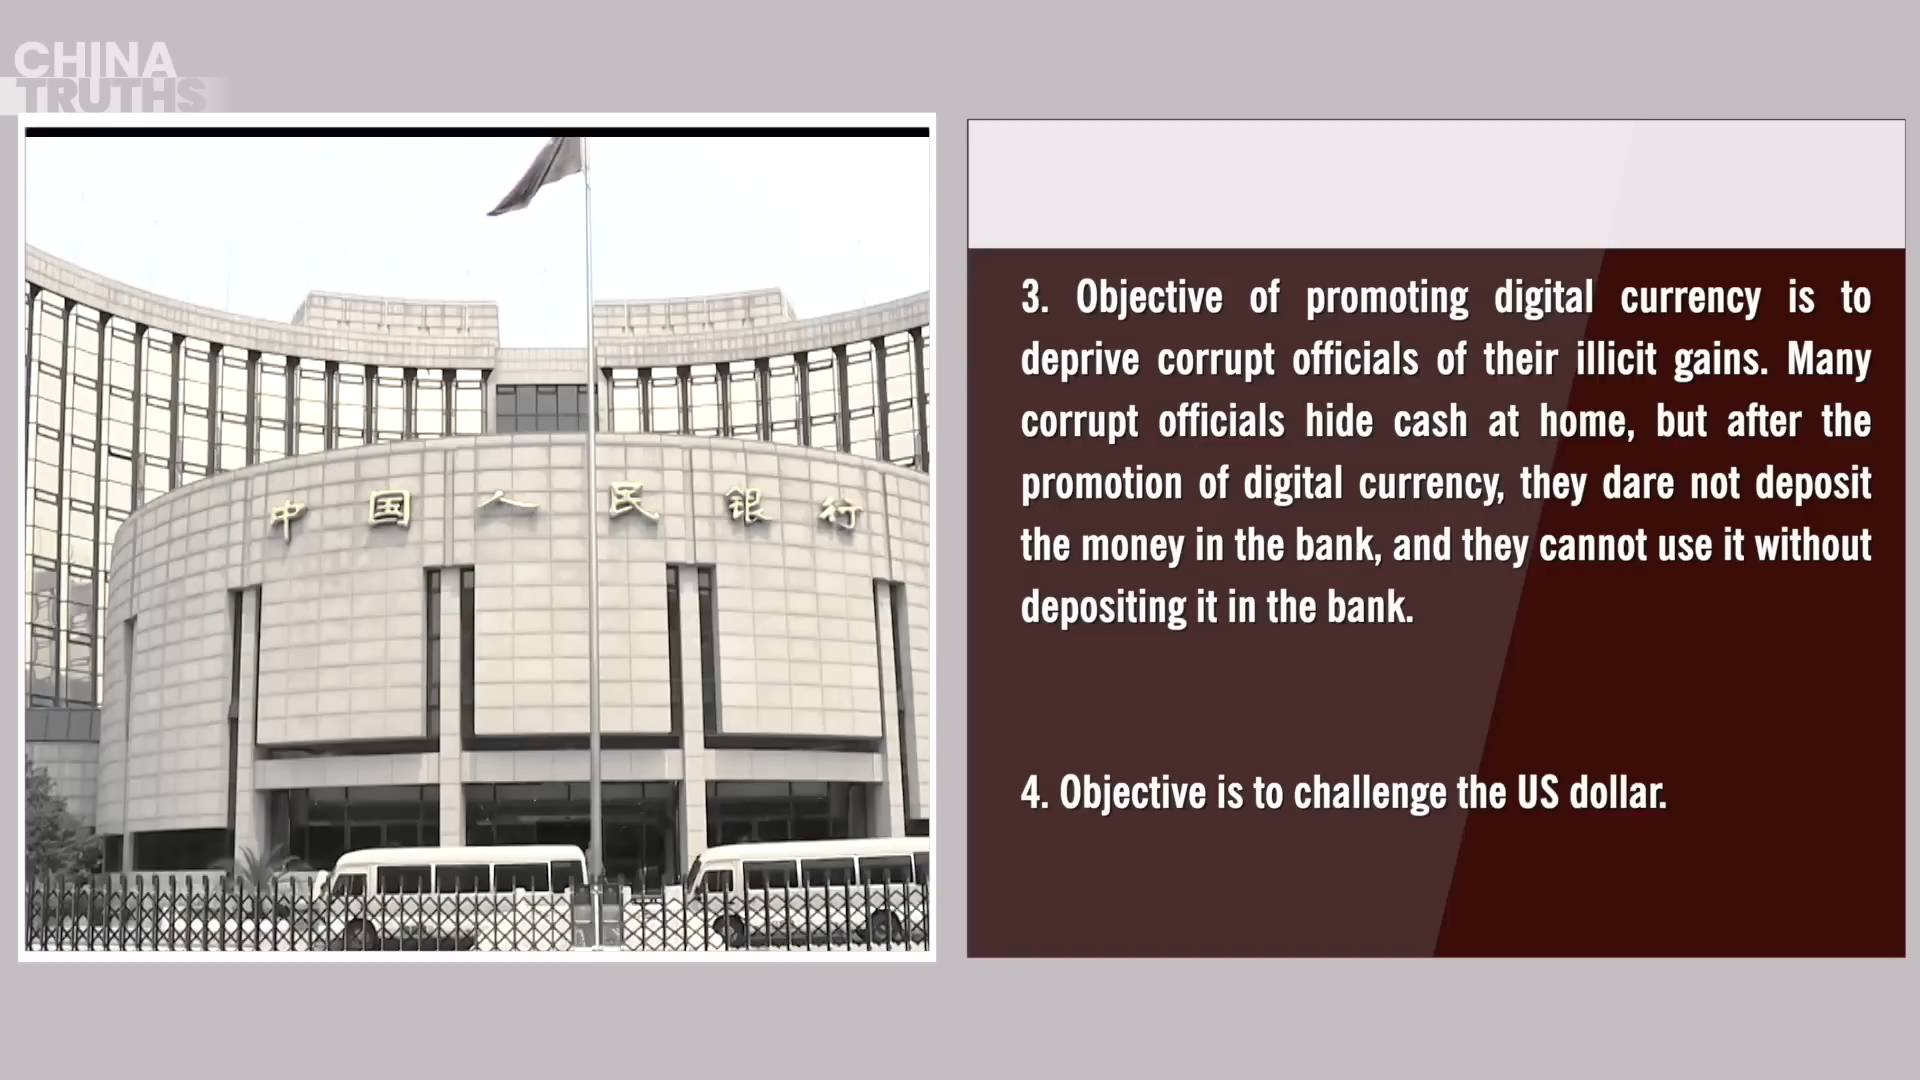 CHINA
TRUTHS
中国人民银行
3. Objective of promoting digital currency is to
deprive corrupt officials of their illicit gains. Many
corrupt officials hide cash at home, but after the
promotion of digital currency, they dare not deposit
the money in the bank, and they cannot use it without
depositing it in the bank.
4. Objective is to challenge the US dollar.